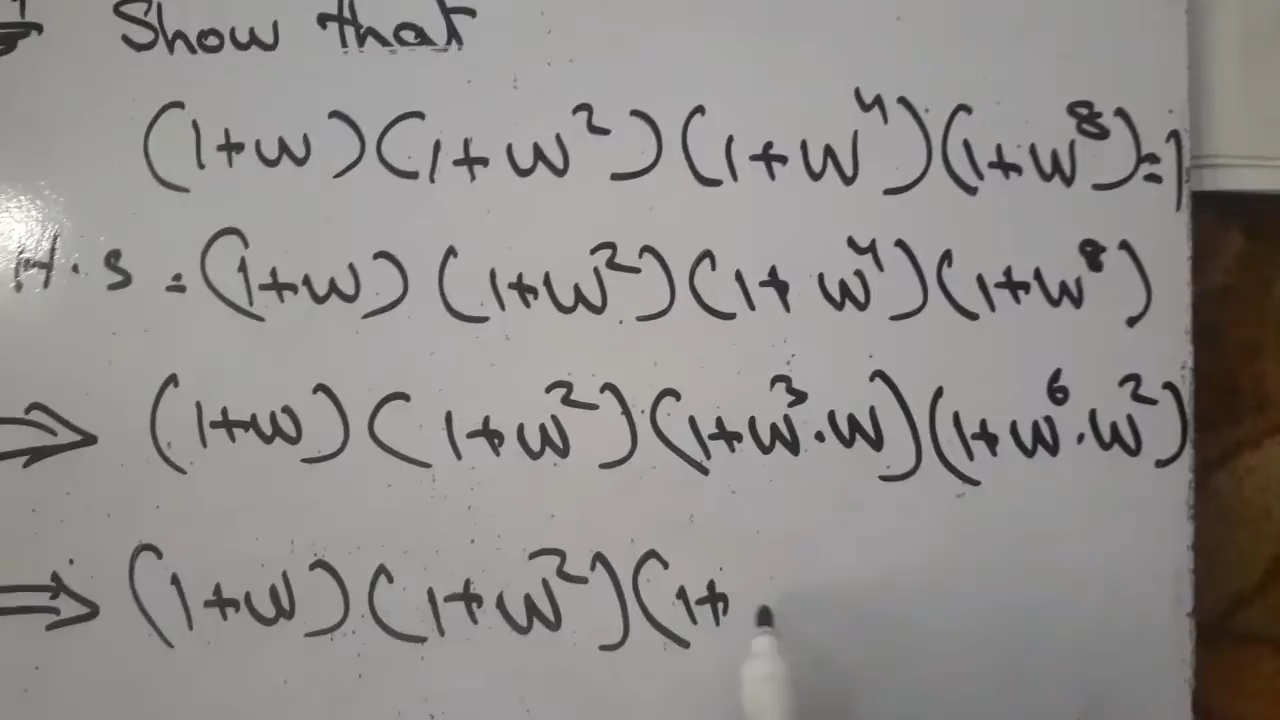 Show that
(1+w)(1+w²)(1+w⁴)(1+w⁸)=1
H.S = (1+w)(1+w²)(1+w⁴)(1+w⁸)
⇒ (1+w)(1+w²)(1+w³.w)(1+w⁶.w²)
⇒ (1+w)(1+w²)(1+